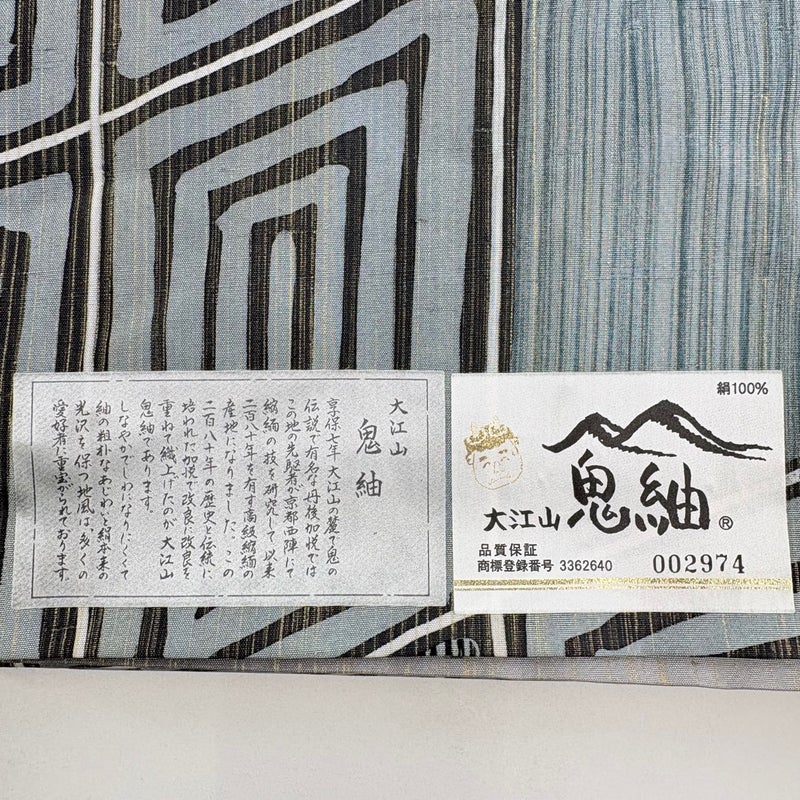 大江山
鬼紬
享保七年大江山の麓で鬼の
伝説で有名な丹後加悦では
この地の先駆者が京都西陣にて
縮緬の技を研究して以来
二百八十年を有す高級縮緬の
産地になりました。この
二百八十年の歴史と伝統に
培われた加悦で改良に改良を
重ねて織上げたのが大江山
鬼紬であります。
しなやかでしわになりにくくて
紬の粗朴なあじわいと絹本来の
光沢を保つ地風は、多くの
愛好者に重宝がられております。
絹100%
大江山 鬼紬®
品質保証
商標登録番号 3362640
002974